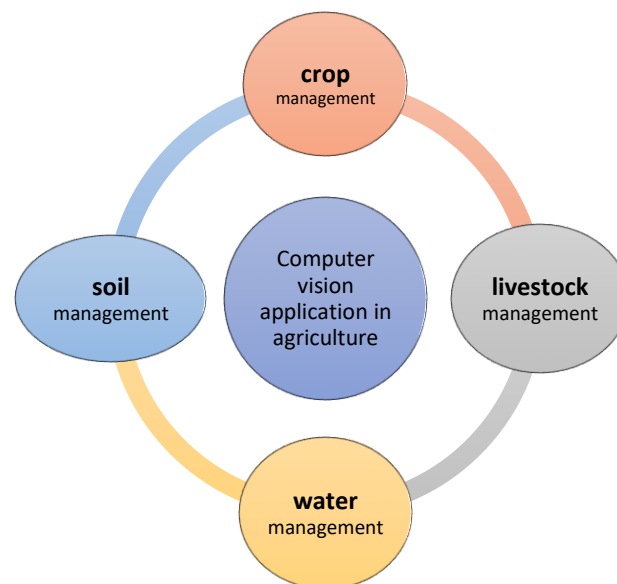 crop
management
Computer
vision
application in
agriculture
soil
management
livestock
management
water
management